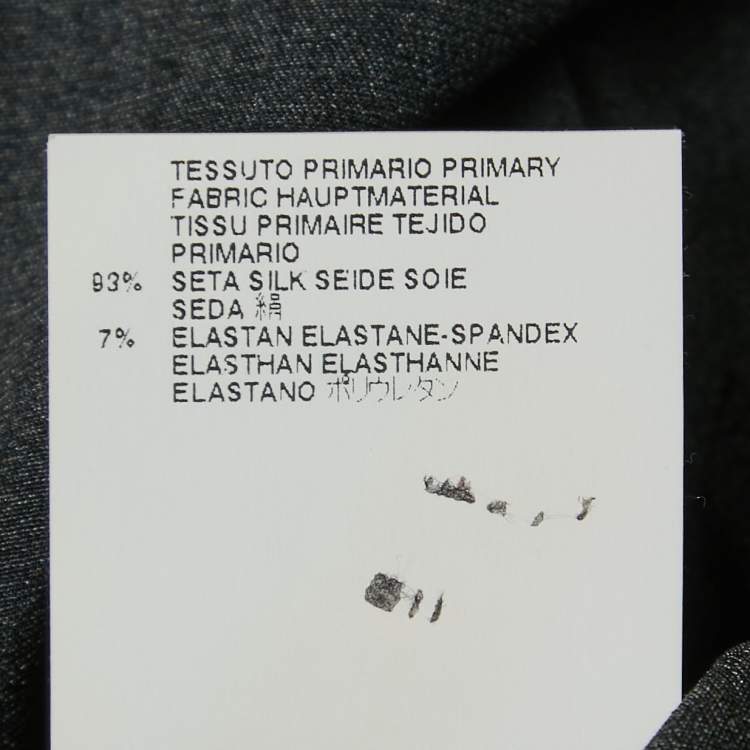 TESSUTO PRIMARIO PRIMARY
FABRIC HAUPTMATERIAL
TISSU PRIMAIRE TEJIDO
PRIMARIO
93% SETA SILK SEIDE SOIE
SEDA 絹
7% ELASTAN ELASTANE-SPANDEX
ELASTHAN ELASTHANNE
ELASTANO ポリウレタン